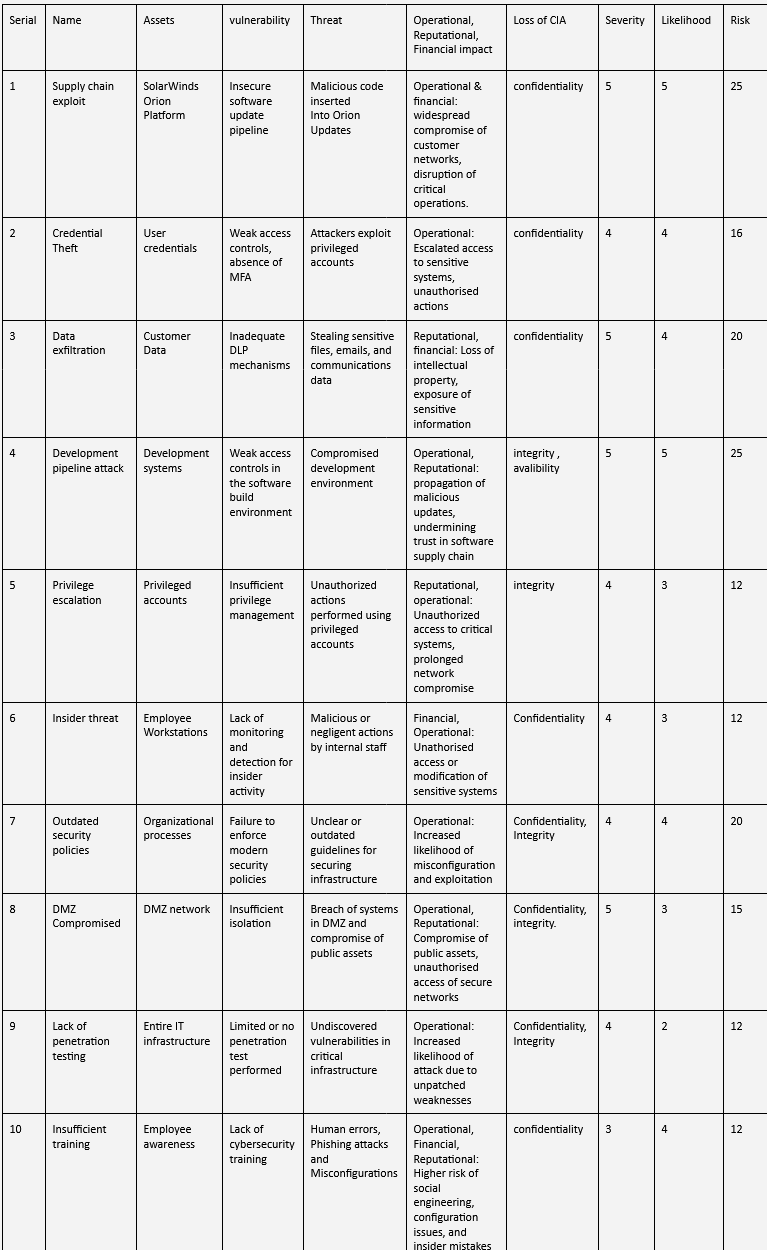 Serial Name Assets vulnerability Threat Operational, Reputational, Financial impact Loss of CIA Severity Likelihood Risk
1 Supply chain exploit SolarWinds Orion Platform Insecure software update pipeline Malicious code inserted Into Orion Updates Operational & financial: widespread compromise of customer networks, disruption of critical operations. confidentiality 5 5 25
2 Credential Theft User credentials Weak access controls, absence of MFA Attackers exploit privileged accounts Operational: Escalated access to sensitive systems, unauthorised actions confidentiality 4 4 16
3 Data exfiltration Customer Data Inadequate DLP mechanisms Stealing sensitive files, emails, and communications data Reputational, financial: Loss of intellectual property, exposure of sensitive information confidentiality 5 4 20
4 Development pipeline attack Development systems Weak access controls in the software build environment Compromised development environment Operational, Reputational: propagation of malicious updates, undermining trust in software supply chain integrity , avalibility 5 5 25
5 Privilege escalation Privileged accounts Insufficient privilege management Unauthorized actions performed using privileged accounts Reputational, operational: Unauthorized access to critical systems, prolonged network compromise integrity 4 3 12
6 Insider threat Employee Workstations Lack of monitoring and detection for insider activity Malicious or negligent actions by internal staff Financial, Operational: Unathorised access or modification of sensitive systems Confidentiality 4 3 12
7 Outdated security policies Organizational processes Failure to enforce modern security policies Unclear or outdated guidelines for securing infrastructure Operational: Increased likelihood of misconfiguration and exploitation Confidentiality, Integrity 4 4 20
8 DMZ Compromised DMZ network Insufficient isolation Breach of systems in DMZ and compromise of public assets Operational, Reputational: Compromise of public assets, unauthorised access of secure networks Confidentiality, integrity. 5 3 15
9 Lack of penetration testing Entire IT infrastructure Limited or no penetration test performed Undiscovered vulnerabilities in critical infrastructure Operational: Increased likelihood of attack due to unpatched weaknesses Confidentiality, Integrity 4 2 12
10 Insufficient training Employee awareness Lack of cybersecurity training Human errors, Phishing attacks and Misconfigurations Operational, Financial, Reputational: Higher risk of social engineering, configuration issues, and insider mistakes confidentiality 3 4 12